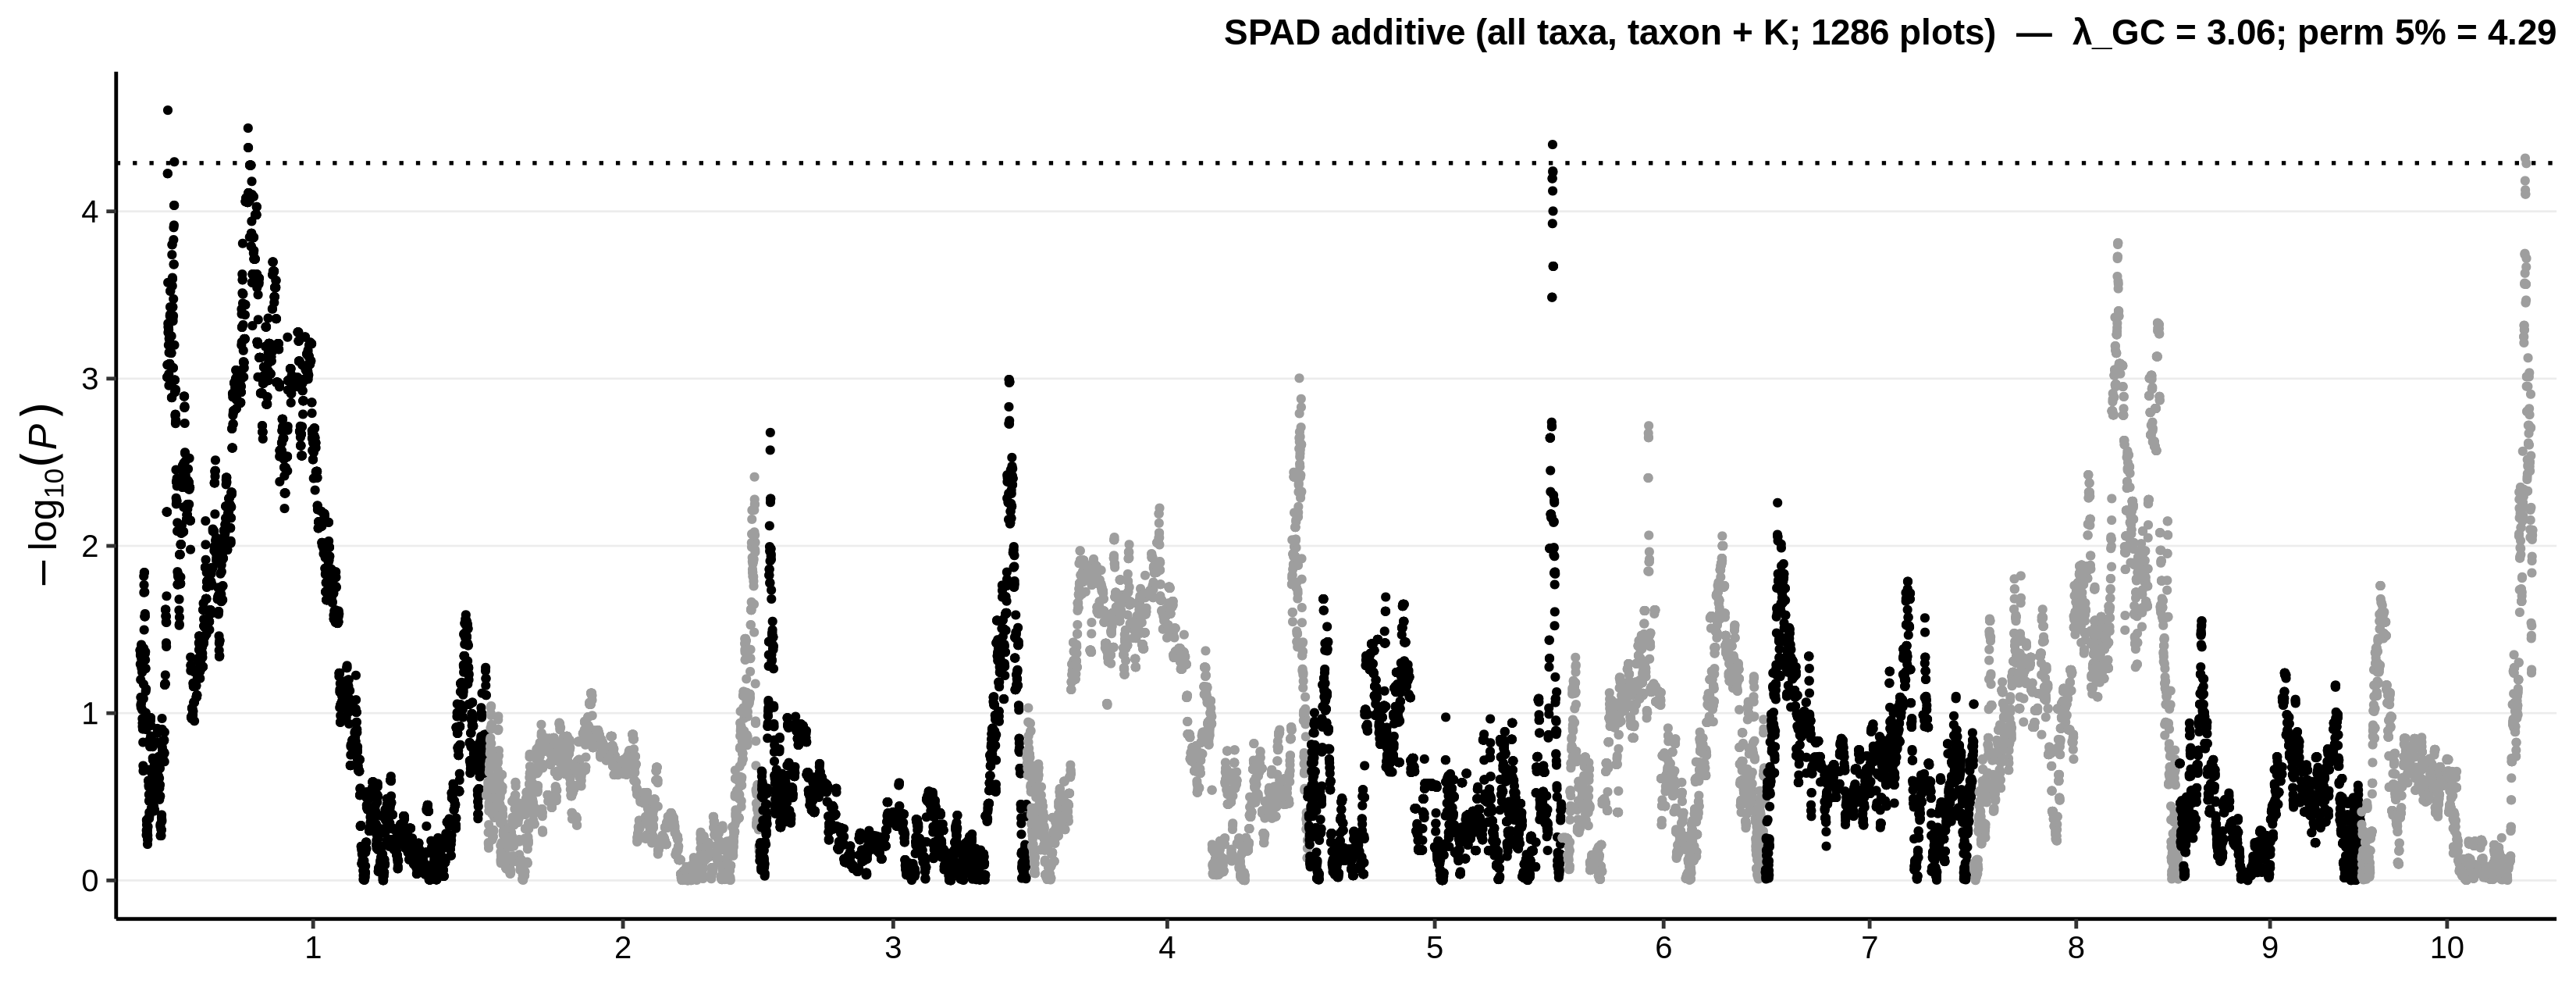 SPAD additive (all taxa, taxon + K; 1286 plots) — λ_GC = 3.06; perm 5% = 4.29
− log10(P)
4
3
2
1
0
1 2 3 4 5 6 7 8 9 10